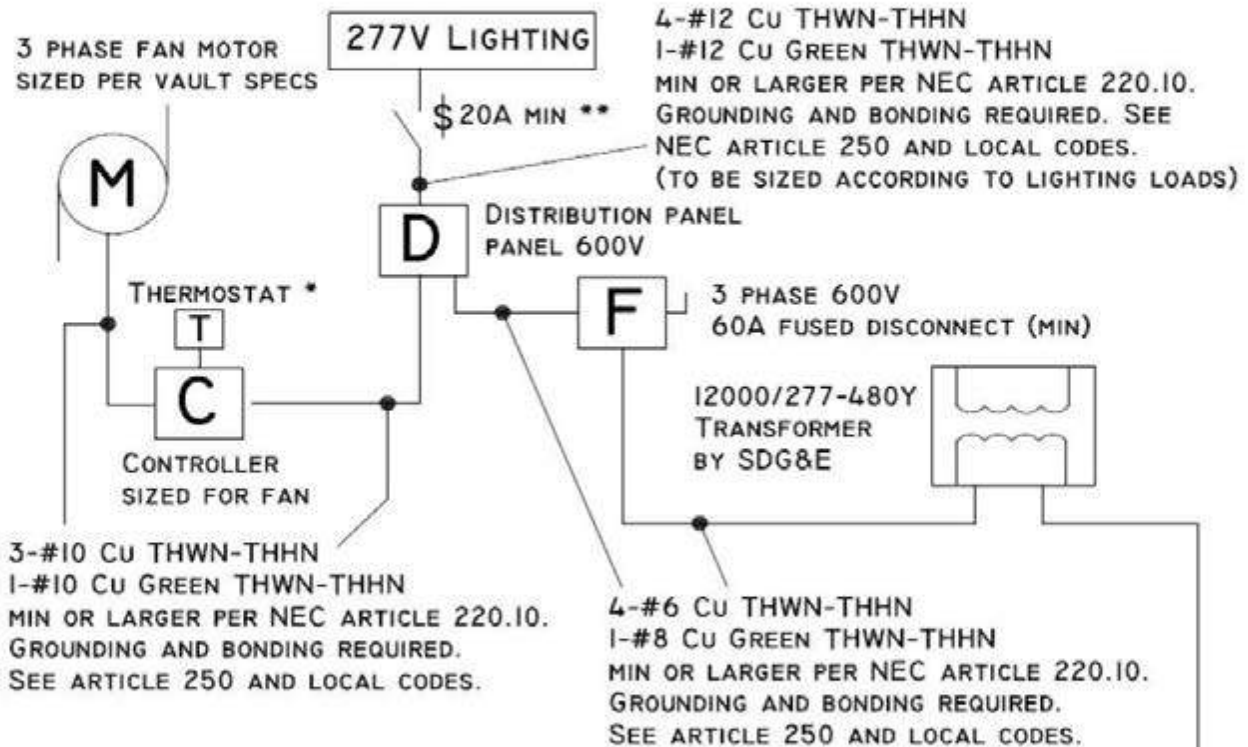 3 PHASE FAN MOTOR
SIZED PER VAULT SPECS
M
277V LIGHTING
$ 20A MIN **
4-#12 CU THWN-THHN
1-#12 CU GREEN THWN-THHN
MIN OR LARGER PER NEC ARTICLE 220.10.
GROUNDING AND BONDING REQUIRED. SEE
NEC ARTICLE 250 AND LOCAL CODES.
(TO BE SIZED ACCORDING TO LIGHTING LOADS)
D
DISTRIBUTION PANEL
PANEL 600V
THERMOSTAT *
T
C
CONTROLLER
SIZED FOR FAN
F
3 PHASE 600V
60A FUSED DISCONNECT (MIN)
12000/277-480Y
TRANSFORMER
BY SDG&E
3-#10 CU THWN-THHN
1-#10 CU GREEN THWN-THHN
MIN OR LARGER PER NEC ARTICLE 220.10.
GROUNDING AND BONDING REQUIRED.
SEE ARTICLE 250 AND LOCAL CODES.
4-#6 CU THWN-THHN
1-#8 CU GREEN THWN-THHN
MIN OR LARGER PER NEC ARTICLE 220.10.
GROUNDING AND BONDING REQUIRED.
SEE ARTICLE 250 AND LOCAL CODES.